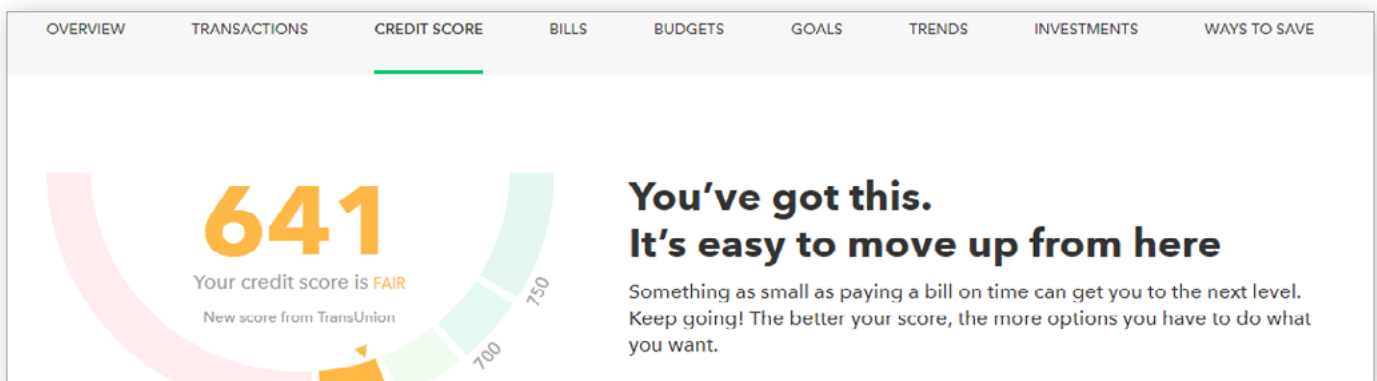 OVERVIEW TRANSACTIONS CREDIT SCORE BILLS BUDGETS GOALS TRENDS INVESTMENTS WAYS TO SAVE
641
Your credit score is FAIR
New score from TransUnion
750
700
You've got this.
It's easy to move up from here
Something as small as paying a bill on time can get you to the next level.
Keep going! The better your score, the more options you have to do what
you want.